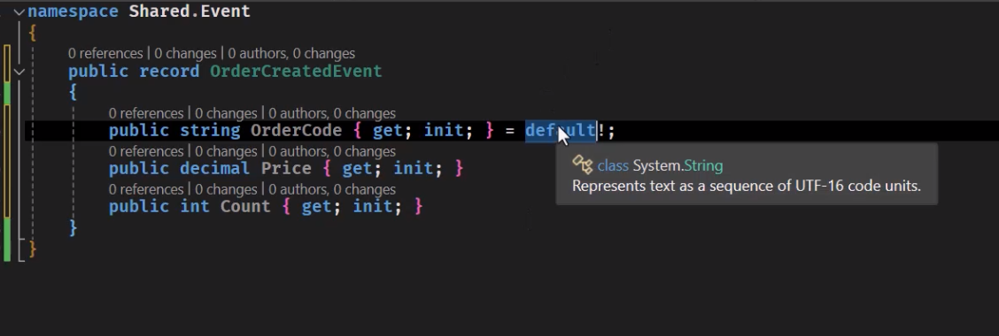 namespace Shared.Event
{
0 references | 0 changes | 0 authors, 0 changes
public record OrderCreatedEvent
{
0 references | 0 changes | 0 authors, 0 changes
public string OrderCode { get; init; } = default!;
class System.String
Represents text as a sequence of UTF-16 code units.
0 references | 0 changes | 0 authors, 0 changes
public decimal Price { get; init; }
0 references | 0 changes | 0 authors, 0 changes
public int Count { get; init; }
}
}